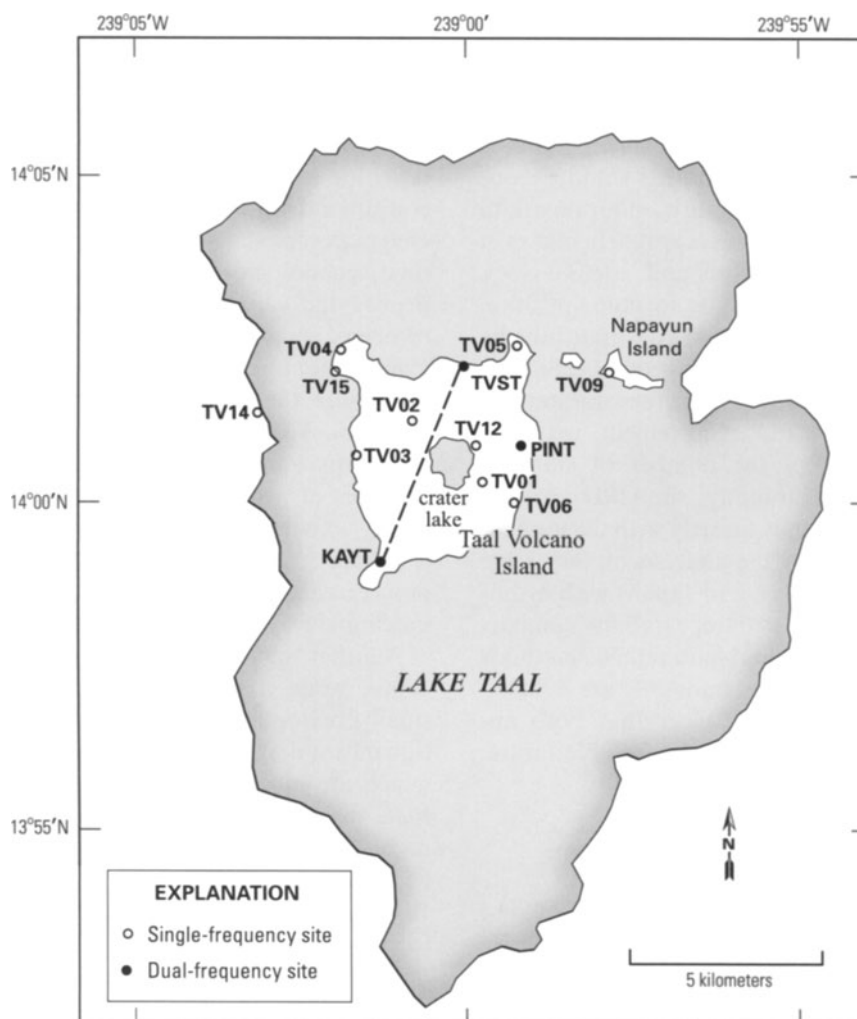 239°05′W
239°00′
239°55′W
14°05′N
Napayun
Island
TV04
TV05
TV15
TVST
TV09
TV14
TV02
TV12
PINT
TV03
TV01
14°00′N
crater
lake
TV06
Taal Volcano
Island
KAYT
LAKE TAAL
13°55′N
N
EXPLANATION
Single-frequency site
Dual-frequency site
5 kilometers